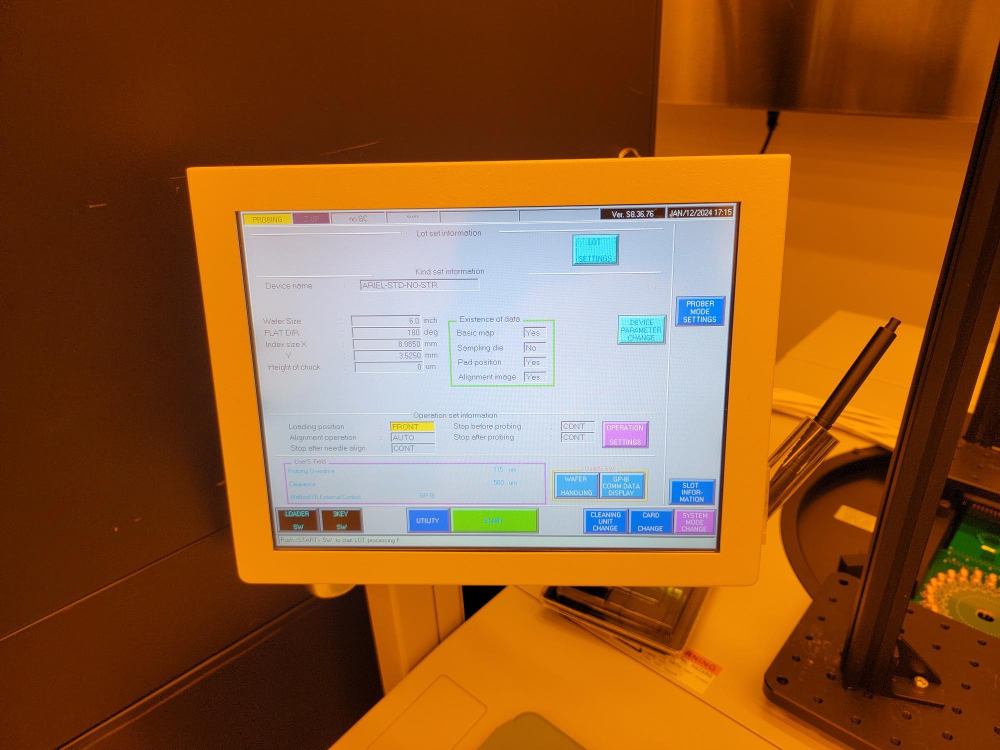 PROBING Z UP no GC xxxxx Ver. S8.36.76 JAN/12/2024 17:15
Lot set information
LOT
SETTINGS
Kind set information
Device name : ARIEL-STD-NO-STR
PROBER
MODE
SETTINGS
Wafer Size : 6.0 inch
FLAT DIR. : 180 deg
Index size X : 8.9850 mm
Y : 3.5250 mm
Height of chuck : 0 um
Existence of data
Basic map Yes
Sampling die No
Pad position Yes
Alignment image Yes
DEVICE
PARAMETER
CHANGE
Operation set information
Loading position : FRONT
Alignment operation : AUTO
Stop after needle align : CONT
Stop before probing : CONT
Stop after probing : CONT
OPERATION
SETTINGS
User'S Field
Probing Overdrive 115 um
Clearance 500 um
Method Of External Control GP-IB
User'S SW
WAFER
HANDLING
GP-IB
COMM DATA
DISPLAY
SLOT
INFOR-
MATION
LOADER
SW
3KEY
SW
UTILITY
START
CLEANING
UNIT
CHANGE
CARD
CHANGE
SYSTEM
MODE
CHANGE
Push <START> SW. to start LOT processing !!
RNING